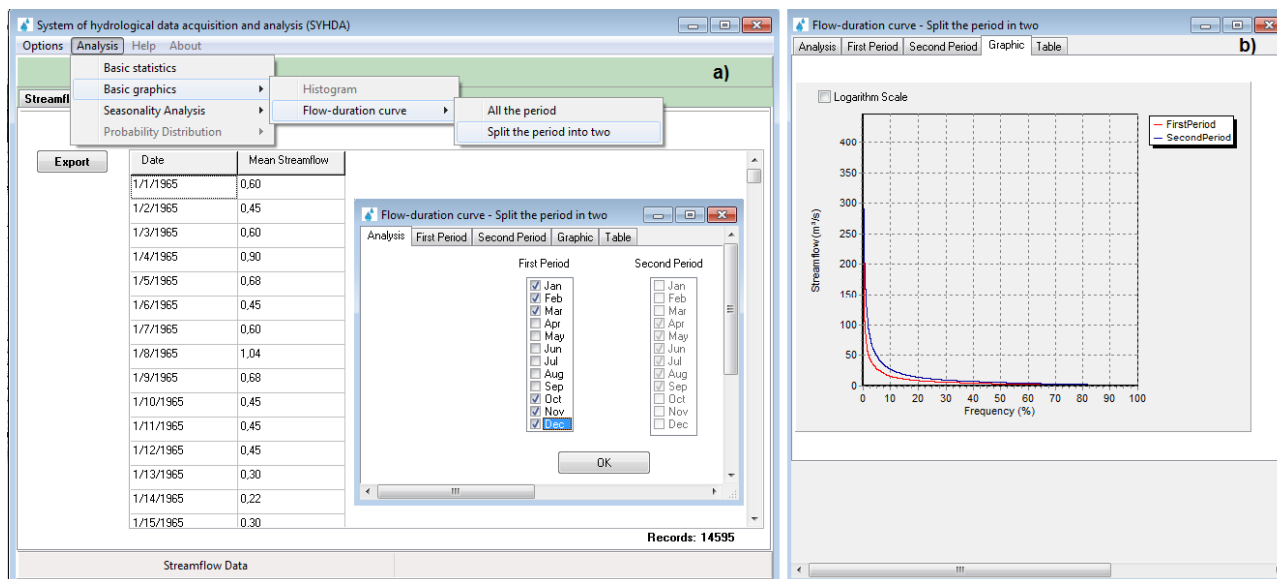 System of hydrological data acquisition and analysis (SYHDA)
Options Analysis Help About
a)
Basic statistics
Basic graphics
Seasonality Analysis
Probability Distribution
Histogram
Flow-duration curve
All the period
Split the period into two
Streamfl
Export
Date Mean Streamflow
1/1/1965 0,60
1/2/1965 0,45
1/3/1965 0,60
1/4/1965 0,90
1/5/1965 0,68
1/6/1965 0,45
1/7/1965 0,60
1/8/1965 1,04
1/9/1965 0,68
1/10/1965 0,45
1/11/1965 0,45
1/12/1965 0,45
1/13/1965 0,30
1/14/1965 0,22
1/15/1965 0,30
Flow-duration curve - Split the period in two
Analysis First Period Second Period Graphic Table
First Period Second Period
Jan Jan
Feb Feb
Mar Mar
Apr Apr
May May
Jun Jun
Jul Jul
Aug Aug
Sep Sep
Oct Oct
Nov Nov
Dec Dec
OK
Records: 14595
Streamflow Data
Flow-duration curve - Split the period in two
Analysis First Period Second Period Graphic Table
b)
Logarithm Scale
FirstPeriod
SecondPeriod
Streamflow (m³/s)
400
350
300
250
200
150
100
50
0
0 10 20 30 40 50 60 70 80 90 100
Frequency (%)